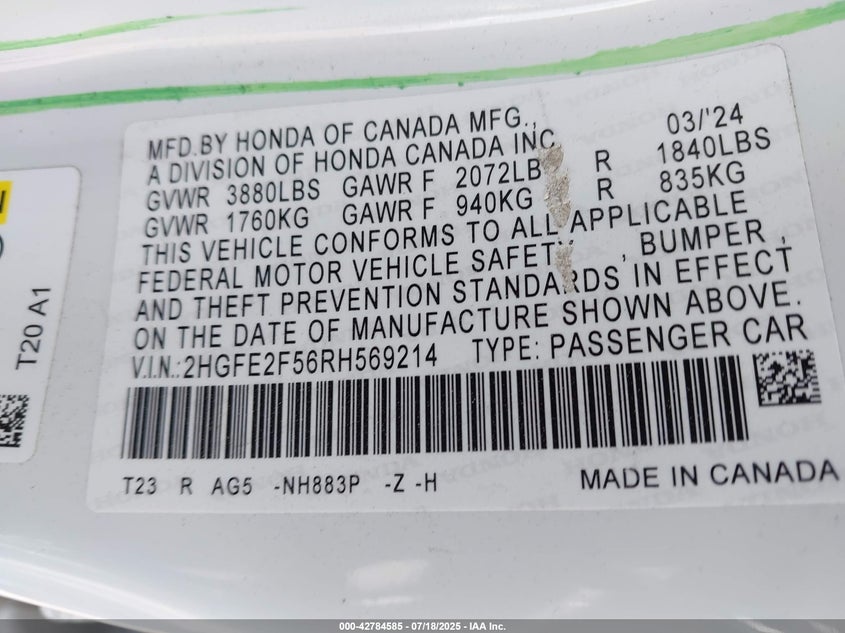 MFD.BY HONDA OF CANADA MFG., 03/'24
A DIVISION OF HONDA CANADA INC
GVWR 3880LBS GAWR F 2072LB R 1840LBS
GVWR 1760KG GAWR F 940KG R 835KG
THIS VEHICLE CONFORMS TO ALL APPLICABLE
FEDERAL MOTOR VEHICLE SAFETY, BUMPER,
AND THEFT PREVENTION STANDARDS IN EFFECT
ON THE DATE OF MANUFACTURE SHOWN ABOVE.
V.I.N.:2HGFE2F56RH569214 TYPE: PASSENGER CAR
T23 R AG5 -NH883P -Z -H MADE IN CANADA
T20 A1
000-42784585 - 07/18/2025 - IAA Inc.